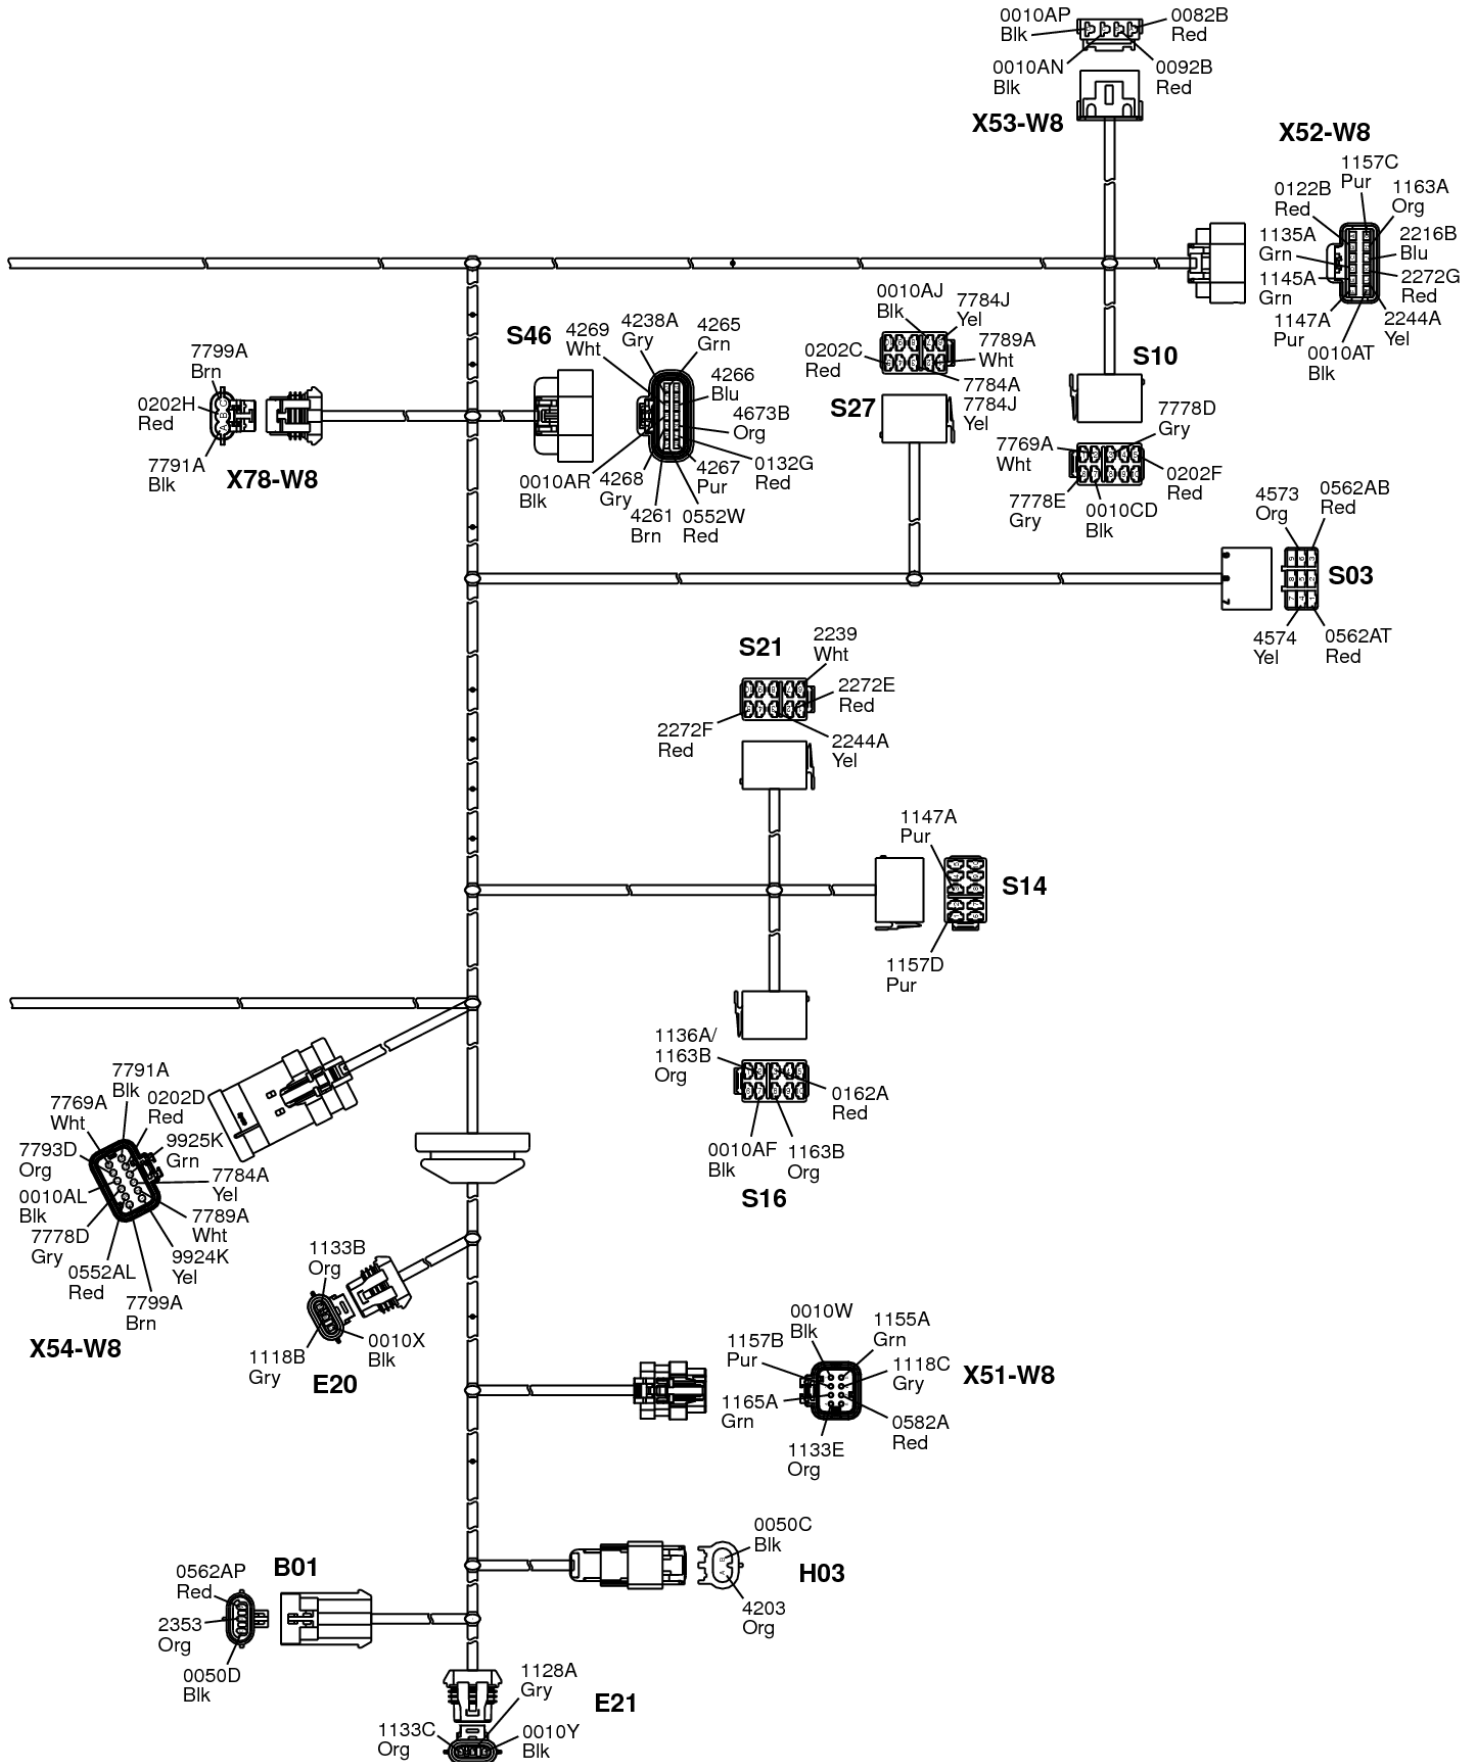 0010AP
Blk
0082B
Red
0010AN
Blk
0092B
Red
X53-W8
X52-W8
1157C
Pur
0122B
Red
1163A
Org
1135A
Grn
2216B
Blu
1145A
Grn
2272G
Red
1147A
Pur
2244A
Yel
0010AT
Blk
0010AJ
Blk
7784J
Yel
0202C
Red
7789A
Wht
7784A
7784J
Yel
S27
S10
7769A
Wht
7778D
Gry
0202F
Red
7778E
Gry
0010CD
Blk
S46
4269
Wht
4238A
Gry
4265
Grn
4266
Blu
4673B
Org
0132G
Red
4267
Pur
0010AR
Blk
4268
Gry
4261
Brn
0552W
Red
7799A
Brn
0202H
Red
7791A
Blk
B
A
X78-W8
4573
Org
0562AB
Red
S03
4574
Yel
0562AT
Red
S21
2239
Wht
2272E
Red
2272F
Red
2244A
Yel
1147A
Pur
S14
1157D
Pur
1136A/
1163B
Org
0162A
Red
0010AF
Blk
1163B
Org
S16
7791A
Blk
0202D
Red
7769A
Wht
9925K
Grn
7793D
Org
7784A
Yel
0010AL
Blk
7789A
Wht
7778D
Gry
9924K
Yel
0552AL
Red
7799A
Brn
X54-W8
1133B
Org
0010X
Blk
1118B
Gry
E20
0010W
Blk
1155A
Grn
1157B
Pur
1118C
Gry
X51-W8
1165A
Grn
0582A
Red
1133E
Org
0050C
Blk
H03
4203
Org
B01
0562AP
Red
2353
Org
0050D
Blk
1128A
Gry
E21
1133C
Org
0010Y
Blk